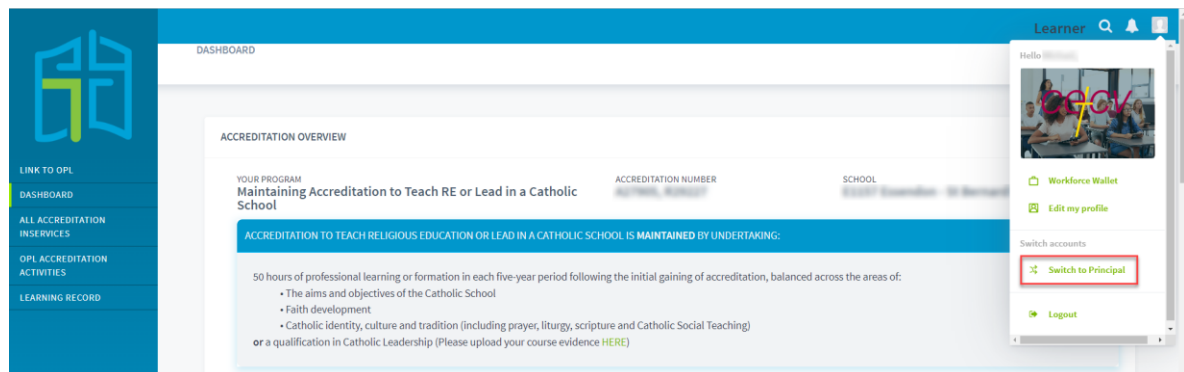 Learner
DASHBOARD
Hello
cecv
ACCREDITATION OVERVIEW
LINK TO OPL
YOUR PROGRAM
ACCREDITATION NUMBER
SCHOOL
Maintaining Accreditation to Teach RE or Lead in a Catholic
School
Workforce Wallet
DASHBOARD
Edit my profile
ALL ACCREDITATION
INSERVICES
ACCREDITATION TO TEACH RELIGIOUS EDUCATION OR LEAD IN A CATHOLIC SCHOOL IS MAINTAINED BY UNDERTAKING:
Switch accounts
OPL ACCREDITATION
ACTIVITIES
50 hours of professional learning or formation in each five-year period following the initial gaining of accreditation, balanced across the areas of:
Switch to Principal
• The aims and objectives of the Catholic School
LEARNING RECORD
• Faith development
• Catholic identity, culture and tradition (including prayer, liturgy, scripture and Catholic Social Teaching)
Logout
or a qualification in Catholic Leadership (Please upload your course evidence HERE)